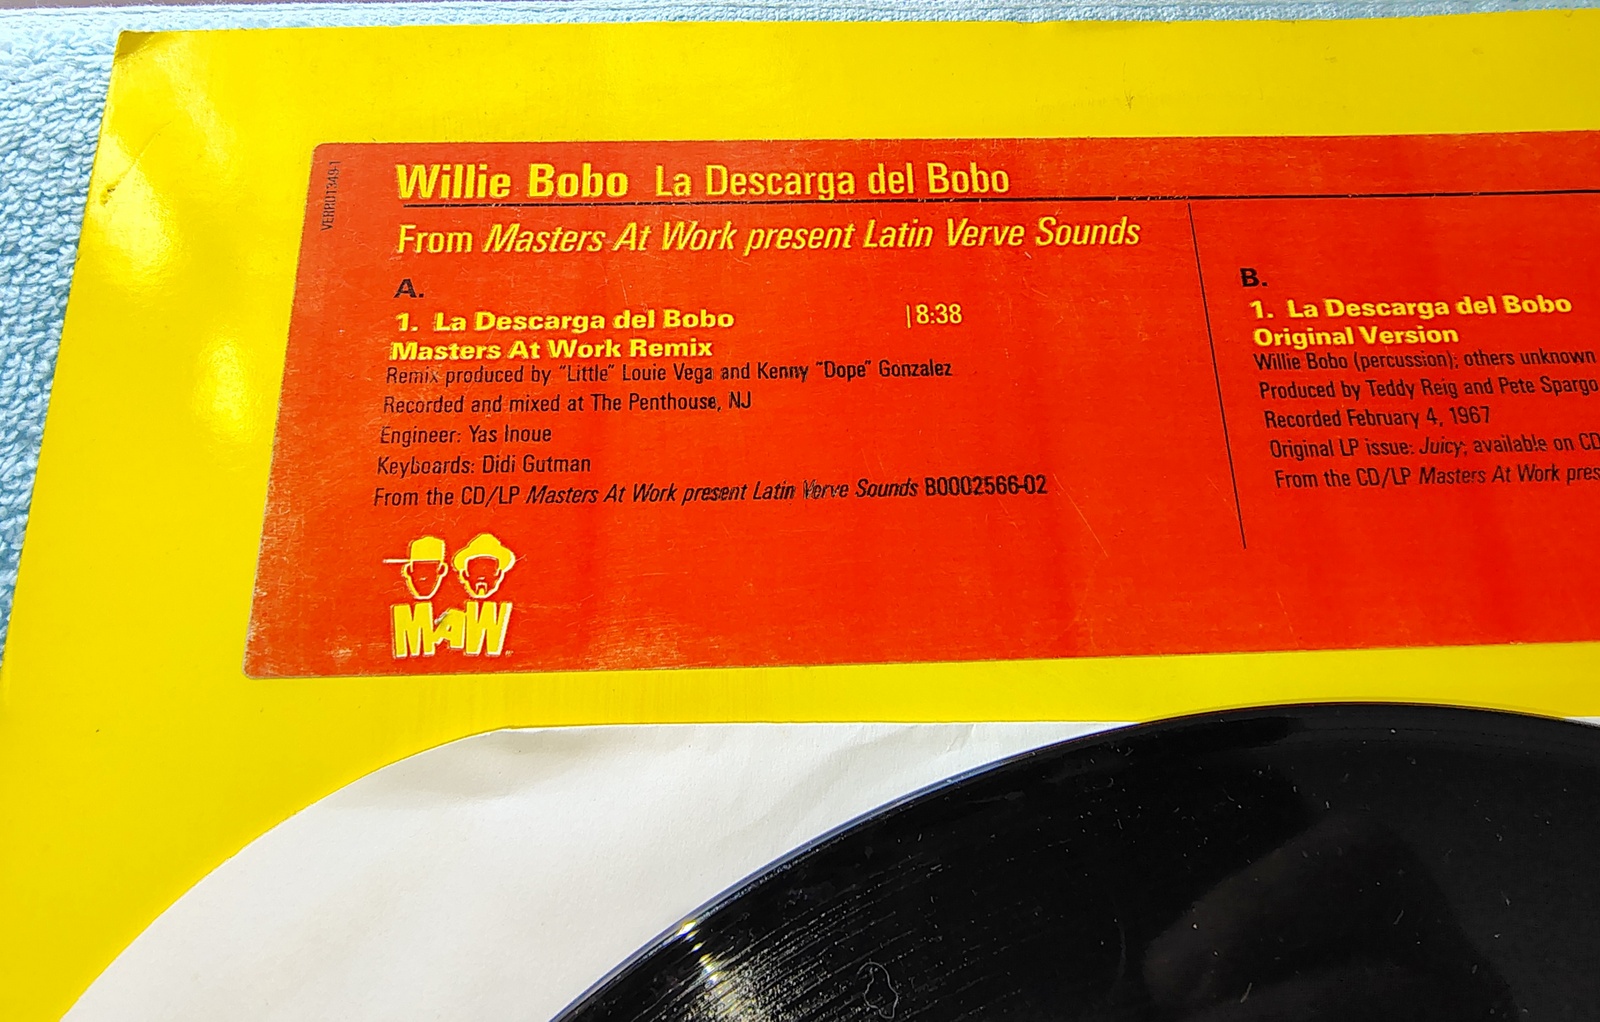 VERR01349-1
Willie Bobo La Descarga del Bobo
From Masters At Work present Latin Verve Sounds
A.
1. La Descarga del Bobo |8:38
Masters At Work Remix
Remix produced by "Little" Louie Vega and Kenny "Dope" Gonzalez
Recorded and mixed at The Penthouse, NJ
Engineer: Yas Inoue
Keyboards: Didi Gutman
From the CD/LP Masters At Work present Latin Verve Sounds B0002566-02
MAW
B.
1. La Descarga del Bobo
Original Version
Willie Bobo (percussion); others unknown
Produced by Teddy Reig and Pete Spargo
Recorded February 4, 1967
Original LP issue: Juicy; available on CD
From the CD/LP Masters At Work pres